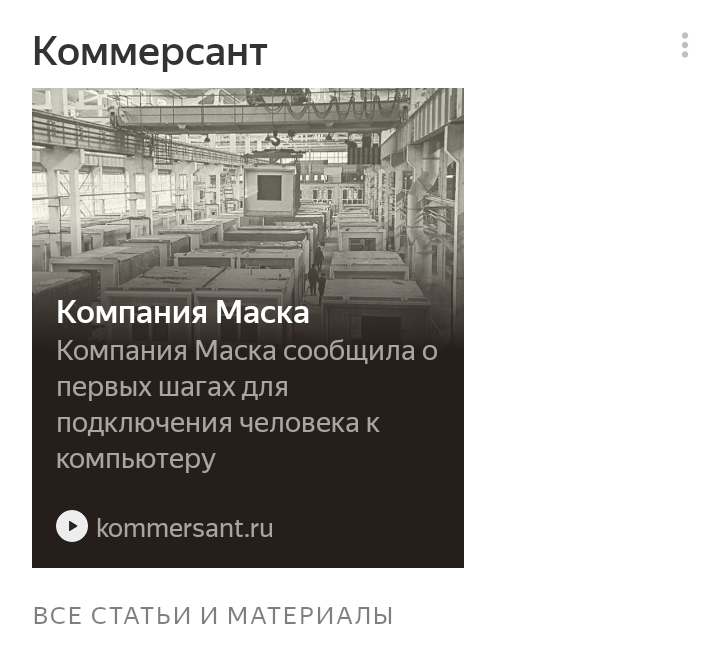 Коммерсант
Компания Маска
Компания Маска сообщила о
первых шагах для
подключения человека к
компьютеру
kommersant.ru
ВСЕ СТАТЬИ И МАТЕРИАЛЫ